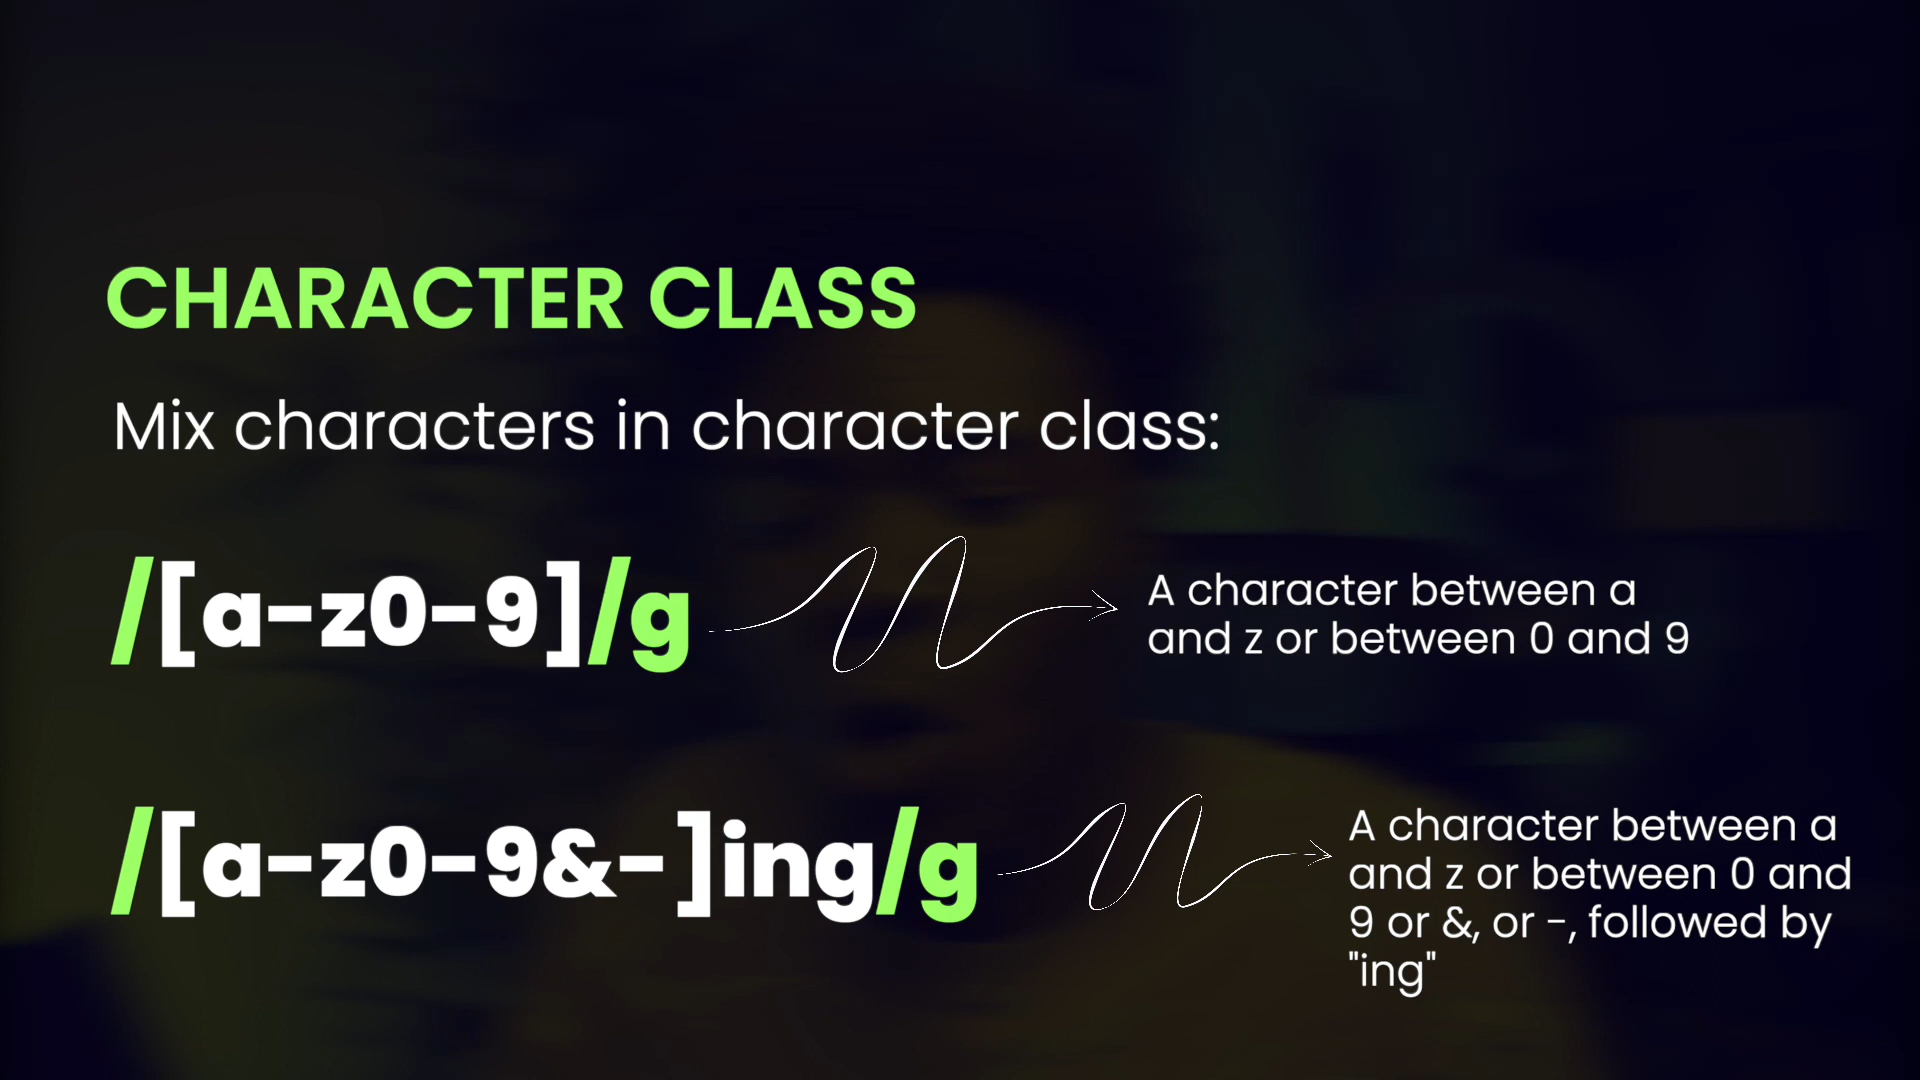 CHARACTER CLASS
Mix characters in character class:
/[a-z0-9]/g
A character between a
and z or between 0 and 9
/[a-z0-9&-]ing/g
A character between a
and z or between 0 and
9 or &, or -, followed by
"ing"